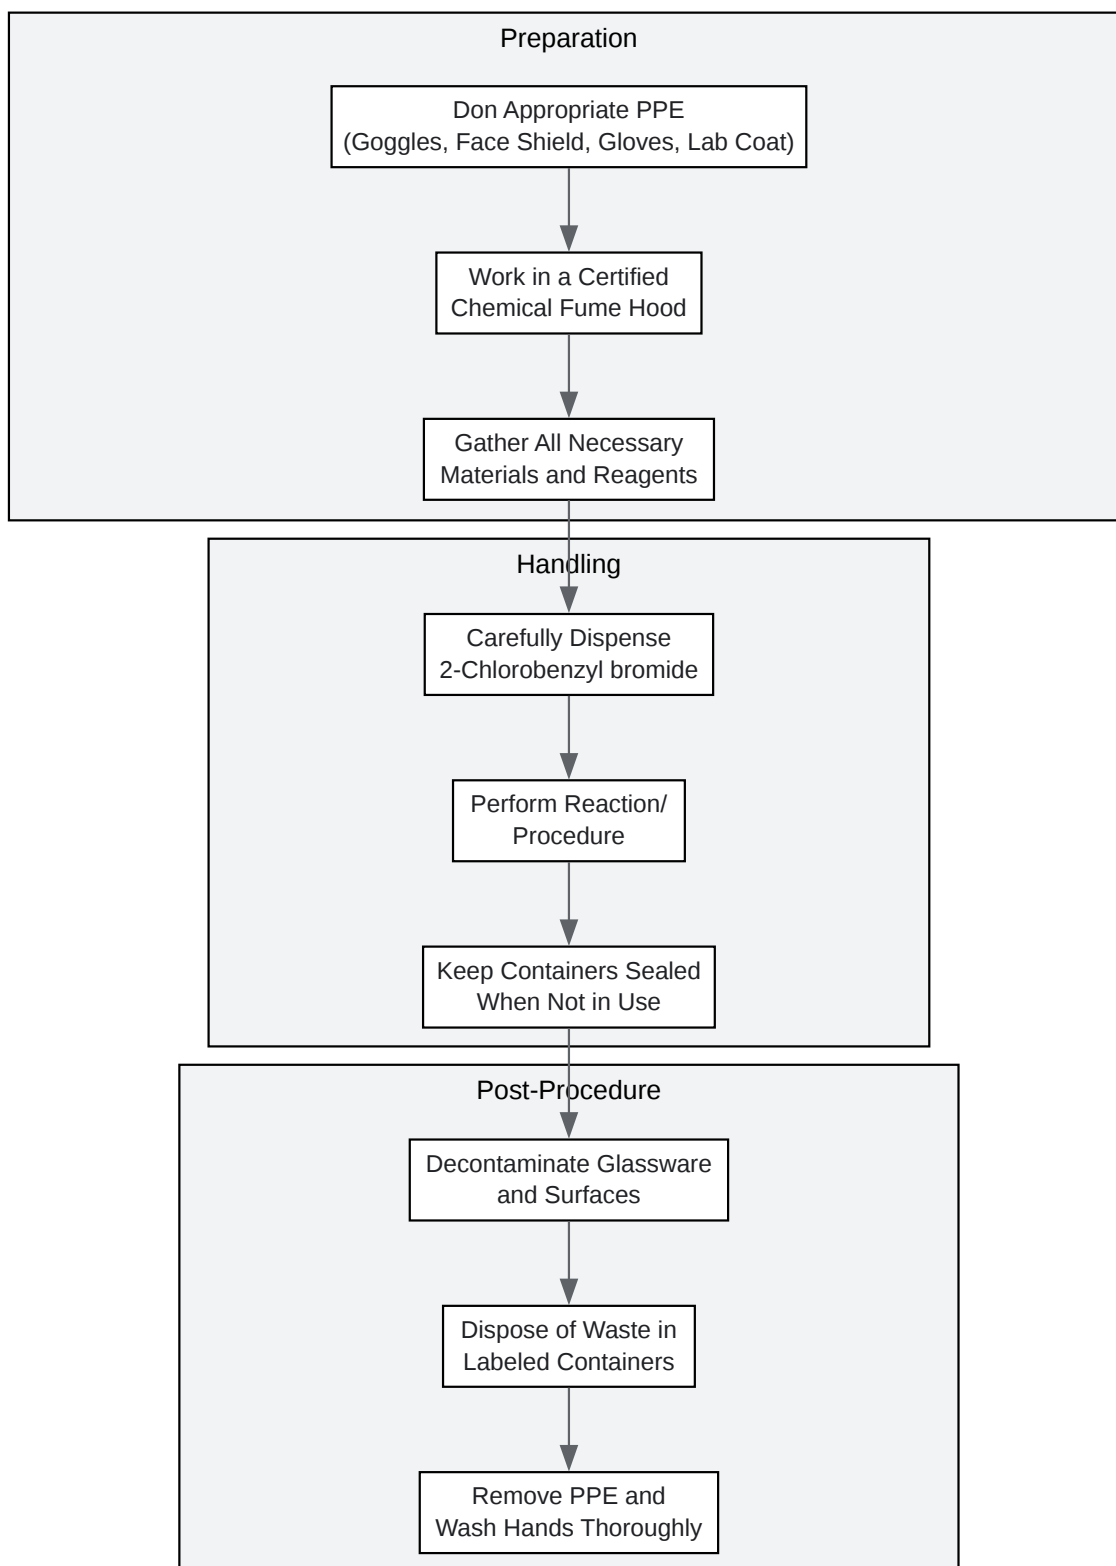 Preparation
Don Appropriate PPE
(Goggles, Face Shield, Gloves, Lab Coat)
Work in a Certified
Chemical Fume Hood
Gather All Necessary
Materials and Reagents
Handling
Carefully Dispense
2-Chlorobenzyl bromide
Perform Reaction/
Procedure
Keep Containers Sealed
When Not in Use
Post-Procedure
Decontaminate Glassware
and Surfaces
Dispose of Waste in
Labeled Containers
Remove PPE and
Wash Hands Thoroughly